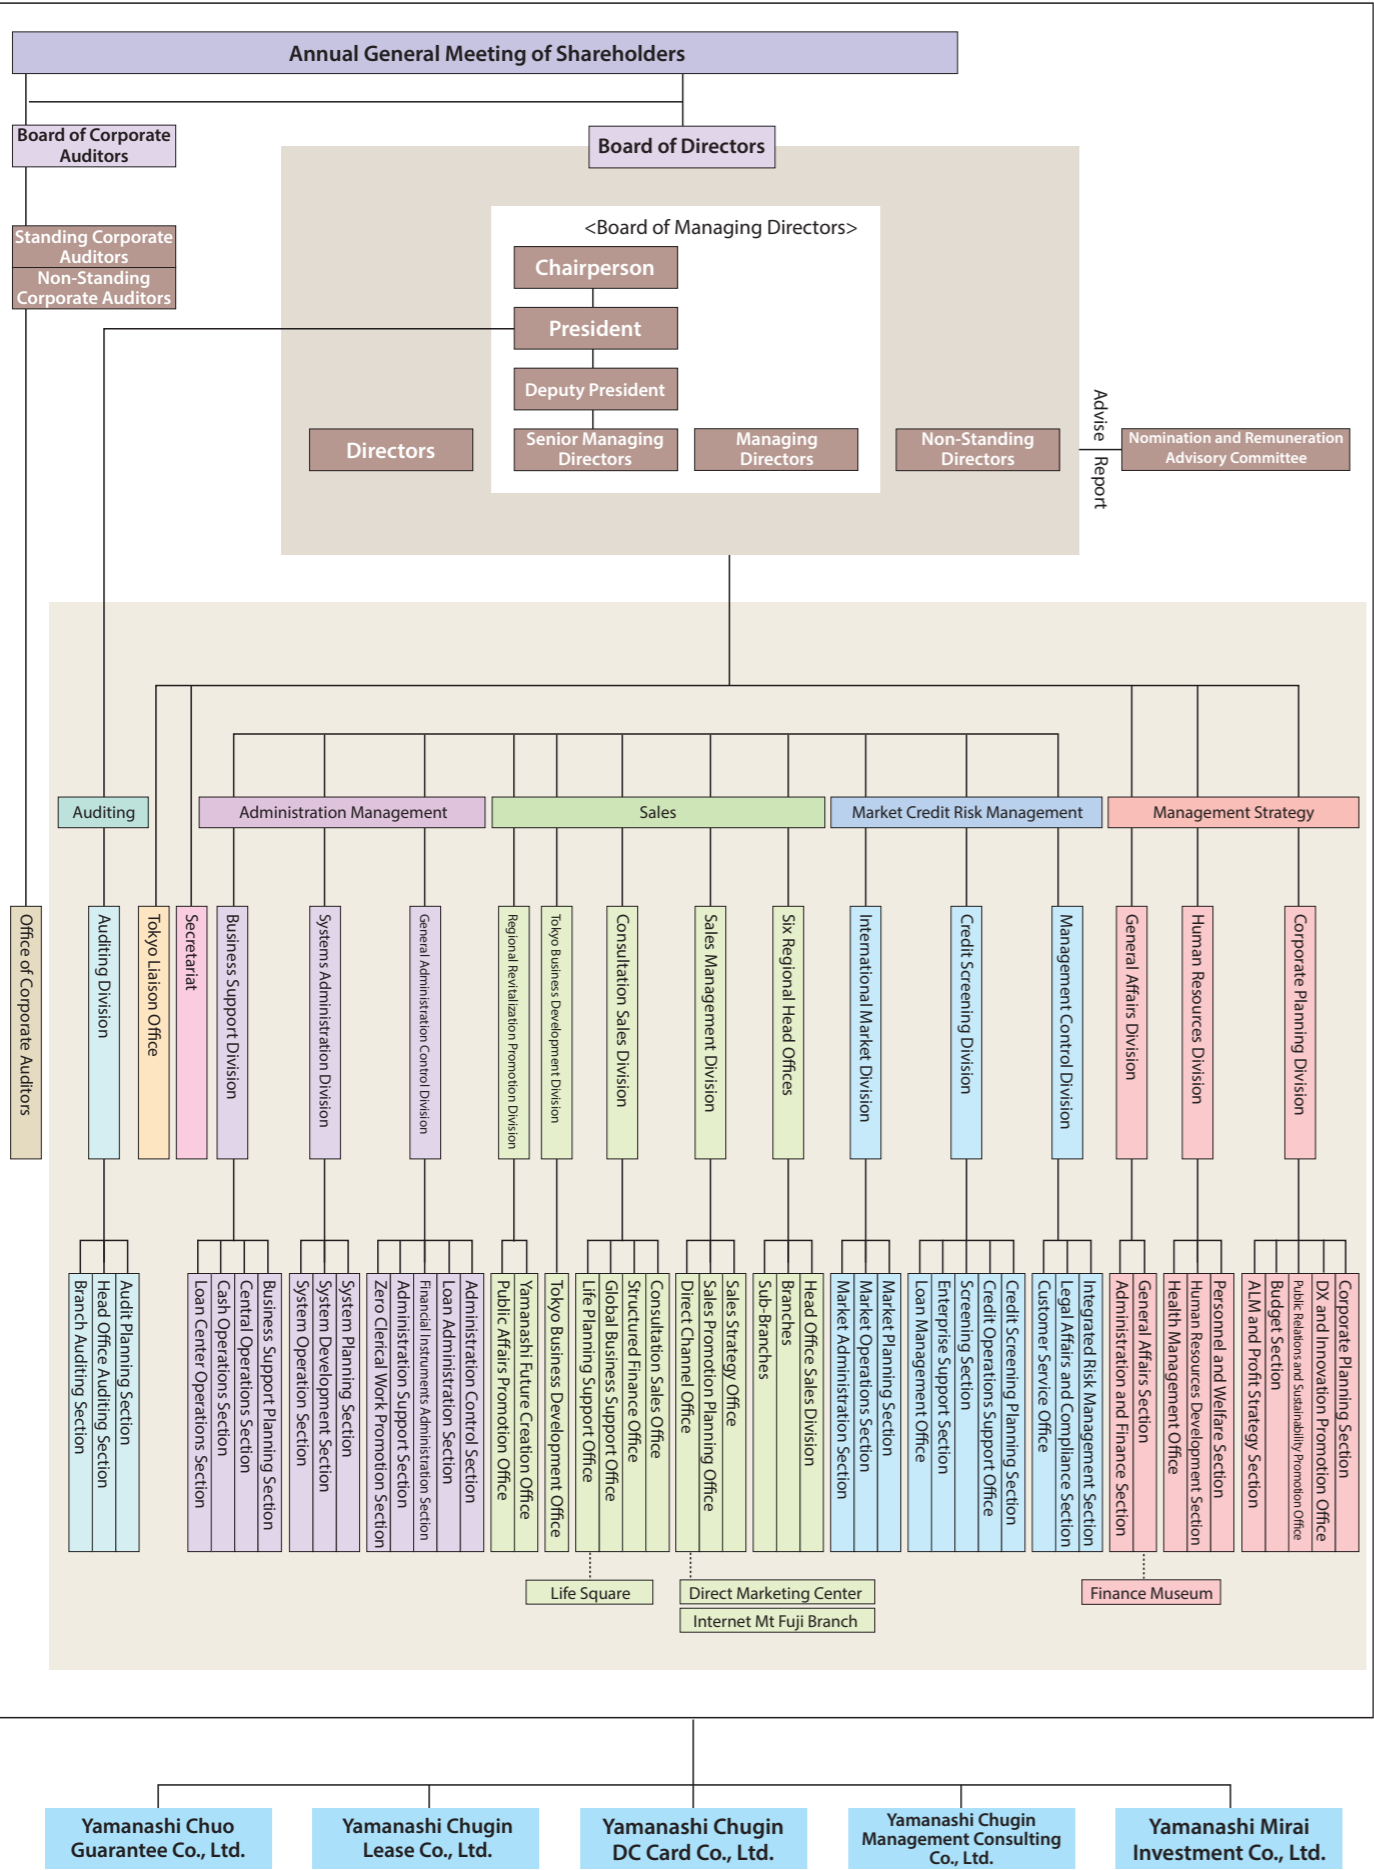 Annual General Meeting of Shareholders
Board of Corporate
Auditors
Board of Directors
<Board of Managing Directors>
Standing Corporate
Auditors
Non-Standing
Corporate Auditors
Chairperson
President
Deputy President
Directors
Senior Managing
Directors
Managing
Directors
Non-Standing
Directors
Advise
Report
Nomination and Remuneration
Advisory Committee
Auditing
Administration Management
Sales
Market Credit Risk Management
Management Strategy
Office of Corporate Auditors
Auditing Division
Tokyo Liaison Office
Secretariat
Business Support Division
Systems Administration Division
General Administration Control Division
Regional Revitalization Promotion Division
Tokyo Business Development Division
Consultation Sales Division
Sales Management Division
Six Regional Head Offices
International Market Division
Credit Screening Division
Management Control Division
General Affairs Division
Human Resources Division
Corporate Planning Division
Branch Auditing Section
Head Office Auditing Section
Audit Planning Section
Loan Center Operations Section
Cash Operations Section
Central Operations Section
Business Support Planning Section
System Operation Section
System Development Section
System Planning Section
Zero Clerical Work Promotion Section
Administration Support Section
Financial Instruments Administration Section
Loan Administration Section
Administration Control Section
Public Affairs Promotion Office
Yamanashi Future Creation Office
Tokyo Business Development Office
Life Planning Support Office
Global Business Support Office
Structured Finance Office
Consultation Sales Office
Direct Channel Office
Sales Promotion Planning Office
Sales Strategy Office
Sub-Branches
Branches
Head Office Sales Division
Market Administration Section
Market Operations Section
Market Planning Section
Loan Management Office
Enterprise Support Section
Screening Section
Credit Operations Support Office
Credit Screening Planning Section
Customer Service Office
Legal Affairs and Compliance Section
Integrated Risk Management Section
Administration and Finance Section
General Affairs Section
Health Management Office
Human Resources Development Section
Personnel and Welfare Section
ALM and Profit Strategy Section
Budget Section
Public Relations and Sustainability Promotion Office
DX and Innovation Promotion Office
Corporate Planning Section
Life Square
Direct Marketing Center
Internet Mt Fuji Branch
Finance Museum
Yamanashi Chuo
Guarantee Co., Ltd.
Yamanashi Chugin
Lease Co., Ltd.
Yamanashi Chugin
DC Card Co., Ltd.
Yamanashi Chugin
Management Consulting
Co., Ltd.
Yamanashi Mirai
Investment Co., Ltd.